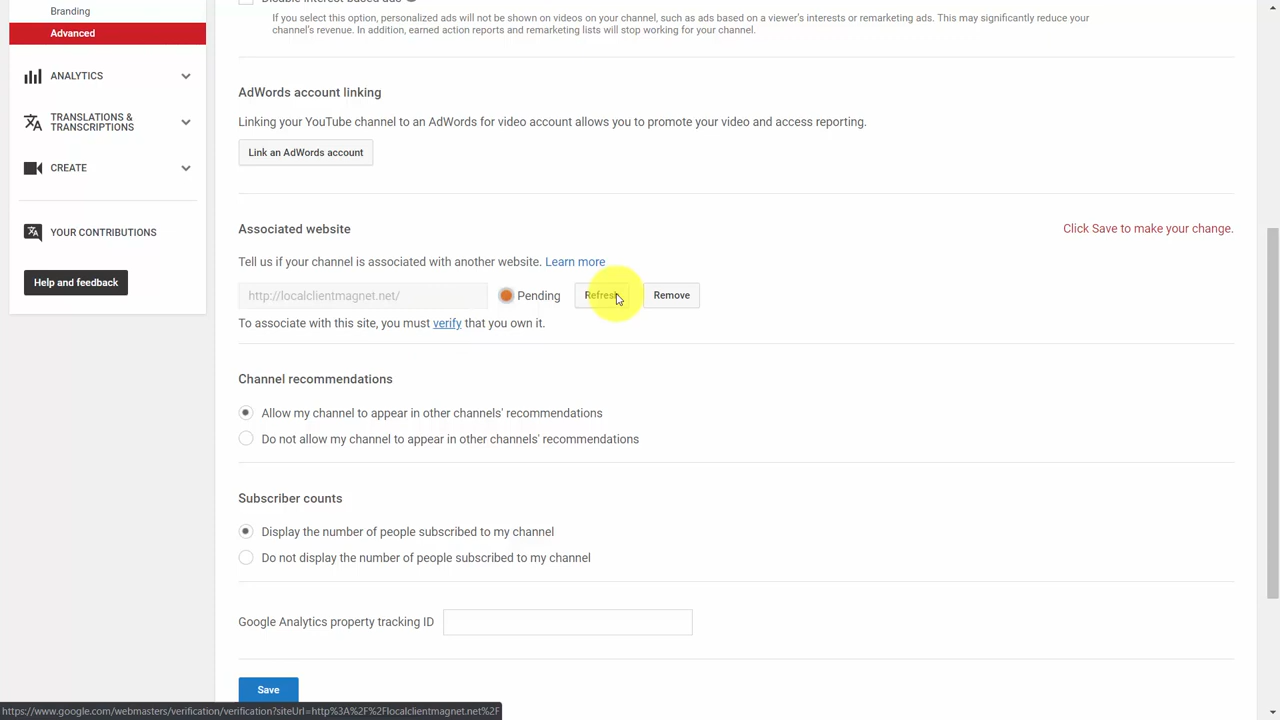 Branding
Advanced
ANALYTICS
TRANSLATIONS &
TRANSCRIPTIONS
CREATE
YOUR CONTRIBUTIONS
Help and feedback
If you select this option, personalized ads will not be shown on videos on your channel, such as ads based on a viewer's interests or remarketing ads. This may significantly reduce your
channel's revenue. In addition, earned action reports and remarketing lists will stop working for your channel.
AdWords account linking
Linking your YouTube channel to an AdWords for video account allows you to promote your video and access reporting.
Link an AdWords account
Associated website
Click Save to make your change.
Tell us if your channel is associated with another website. Learn more
http://localclientmagnet.net/
Pending
Refresh
Remove
To associate with this site, you must verify that you own it.
Channel recommendations
Allow my channel to appear in other channels' recommendations
Do not allow my channel to appear in other channels' recommendations
Subscriber counts
Display the number of people subscribed to my channel
Do not display the number of people subscribed to my channel
Google Analytics property tracking ID
Save
https://www.google.com/webmasters/verification/verification?siteUrl=http%3A%2F%2Flocalclientmagnet.net%2F